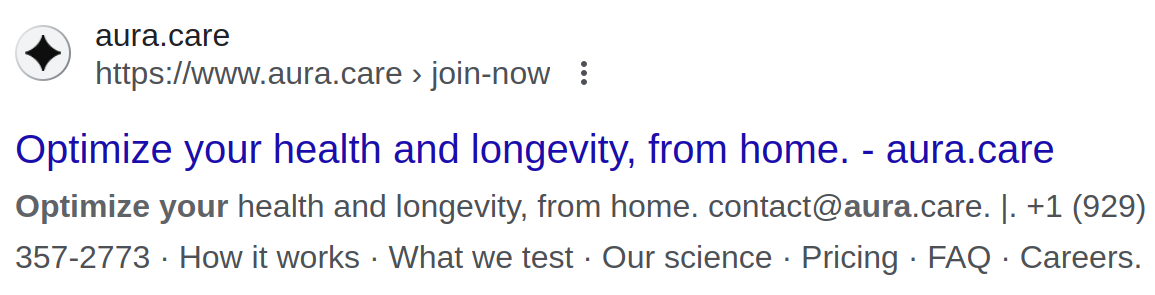 aura.care
https://www.aura.care › join-now
Optimize your health and longevity, from home. - aura.care
Optimize your health and longevity, from home. contact@aura.care. |. +1 (929)
357-2773 · How it works · What we test · Our science · Pricing · FAQ · Careers.